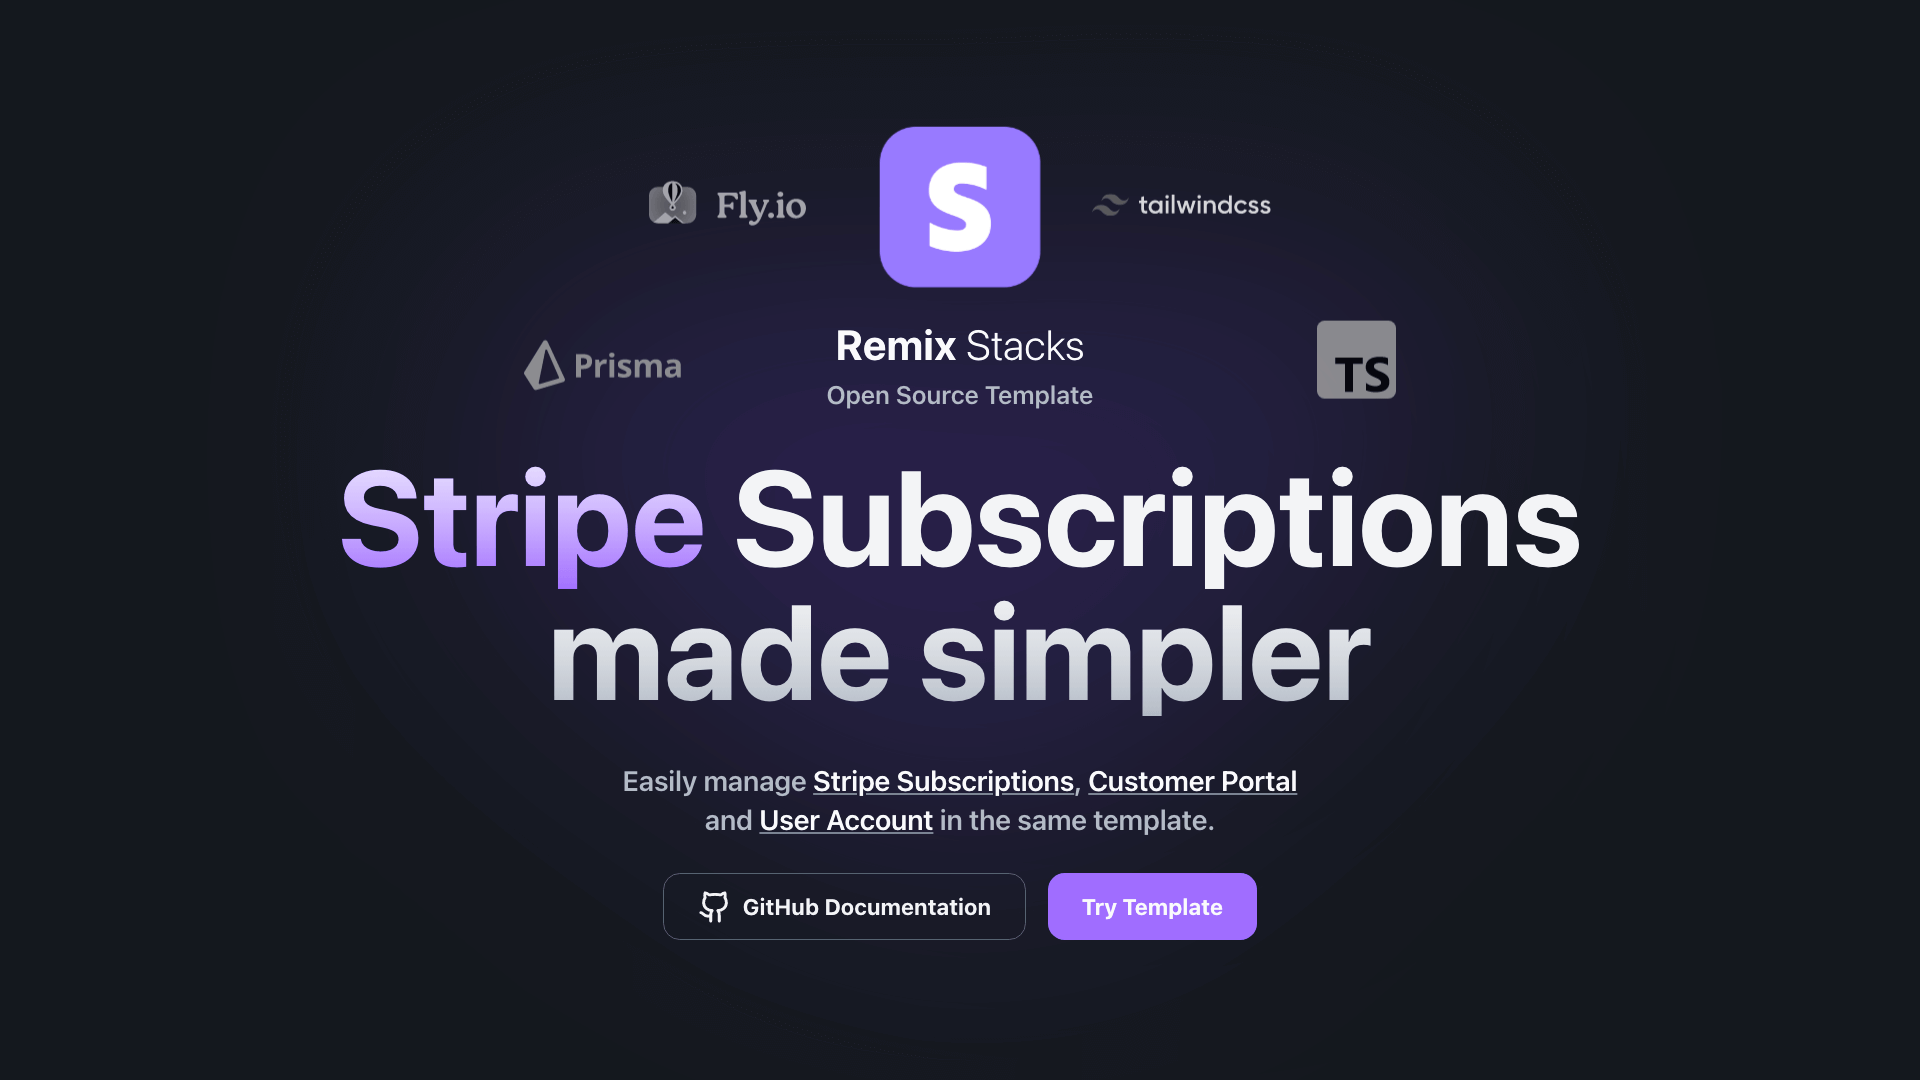 Fly.io
S
tailwindcss
Prisma
Remix Stacks
Open Source Template
TS
Stripe Subscriptions
made simpler
Easily manage Stripe Subscriptions, Customer Portal
and User Account in the same template.
GitHub Documentation
Try Template